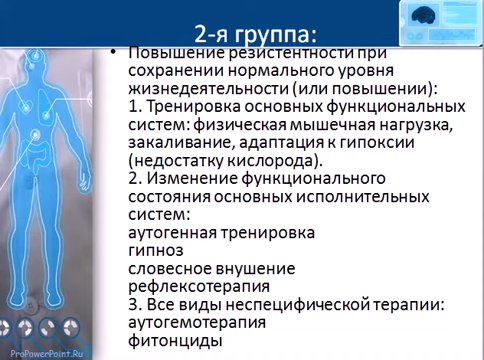 2-я группа:
• Повышение резистентности при
сохранении нормального уровня
жизнедеятельности (или повышении):
1. Тренировка основных функциональных
систем: физическая мышечная нагрузка,
закаливание, адаптация к гипоксии
(недостатку кислорода).
2. Изменение функционального
состояния основных исполнительных
систем:
аутогенная тренировка
гипноз
словесное внушение
рефлексотерапия
3. Все виды неспецифической терапии:
аутогемотерапия
фитонциды
ProPowerPoint.Ru